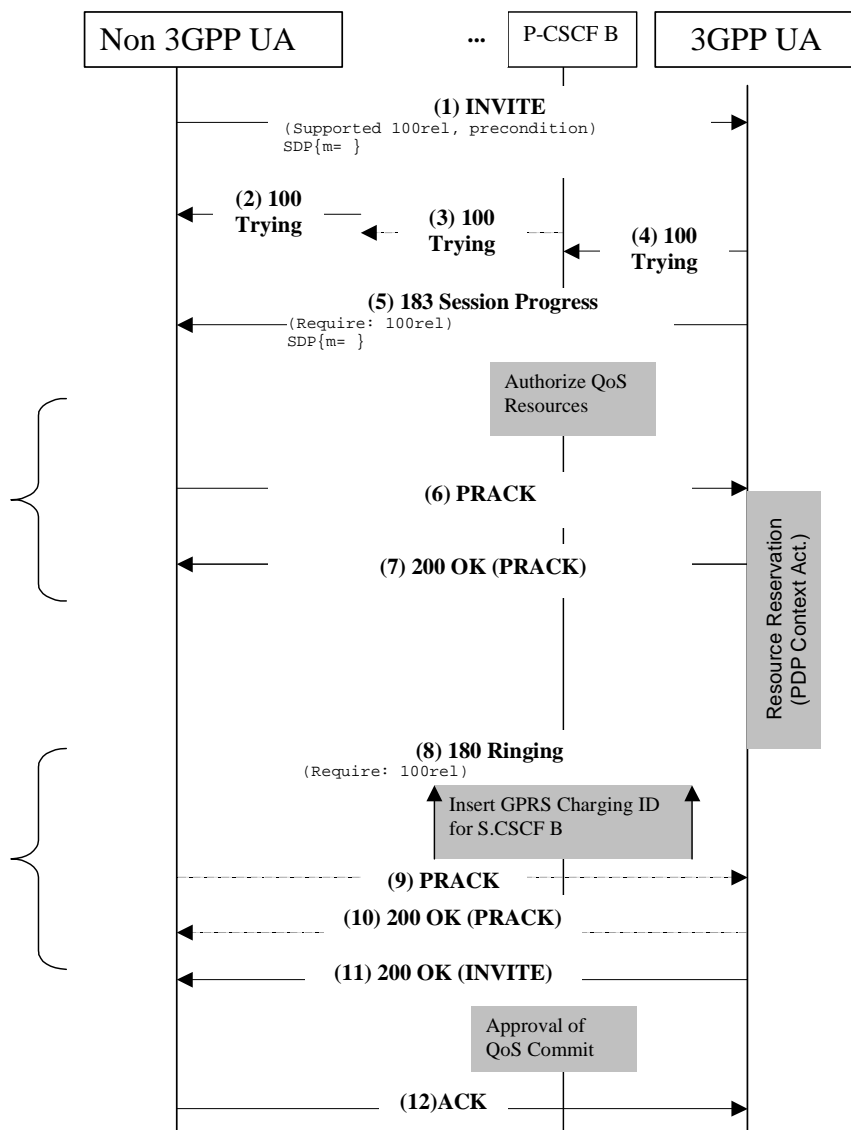 Non 3GPP UA
...
P-CSCF B
3GPP UA
(1) INVITE
(Supported 100rel, precondition)
SDP{m= }
(2) 100
Trying
(3) 100
Trying
(4) 100
Trying
(5) 183 Session Progress
(Require: 100rel)
SDP{m= }
Authorize QoS
Resources
(6) PRACK
(7) 200 OK (PRACK)
Resource Reservation
(PDP Context Act.)
(8) 180 Ringing
(Require: 100rel)
Insert GPRS Charging ID
for S.CSCF B
(9) PRACK
(10) 200 OK (PRACK)
(11) 200 OK (INVITE)
Approval of
QoS Commit
(12)ACK